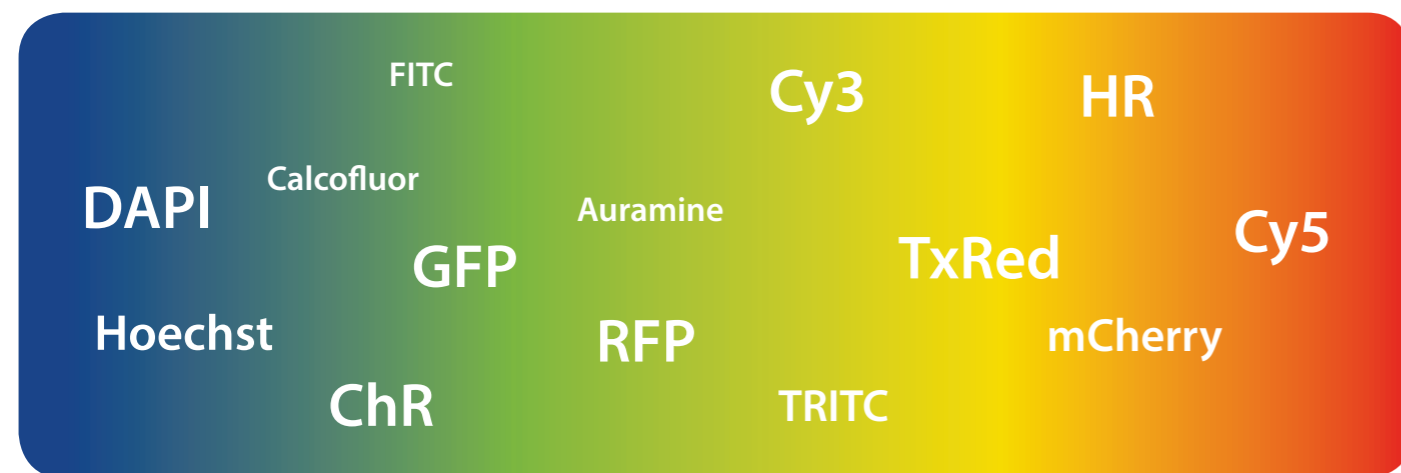 FITC
Cy3
HR
Calcofluor
DAPI
Auramine
Cy5
GFP
TxRed
Hoechst
RFP
mCherry
ChR
TRITC